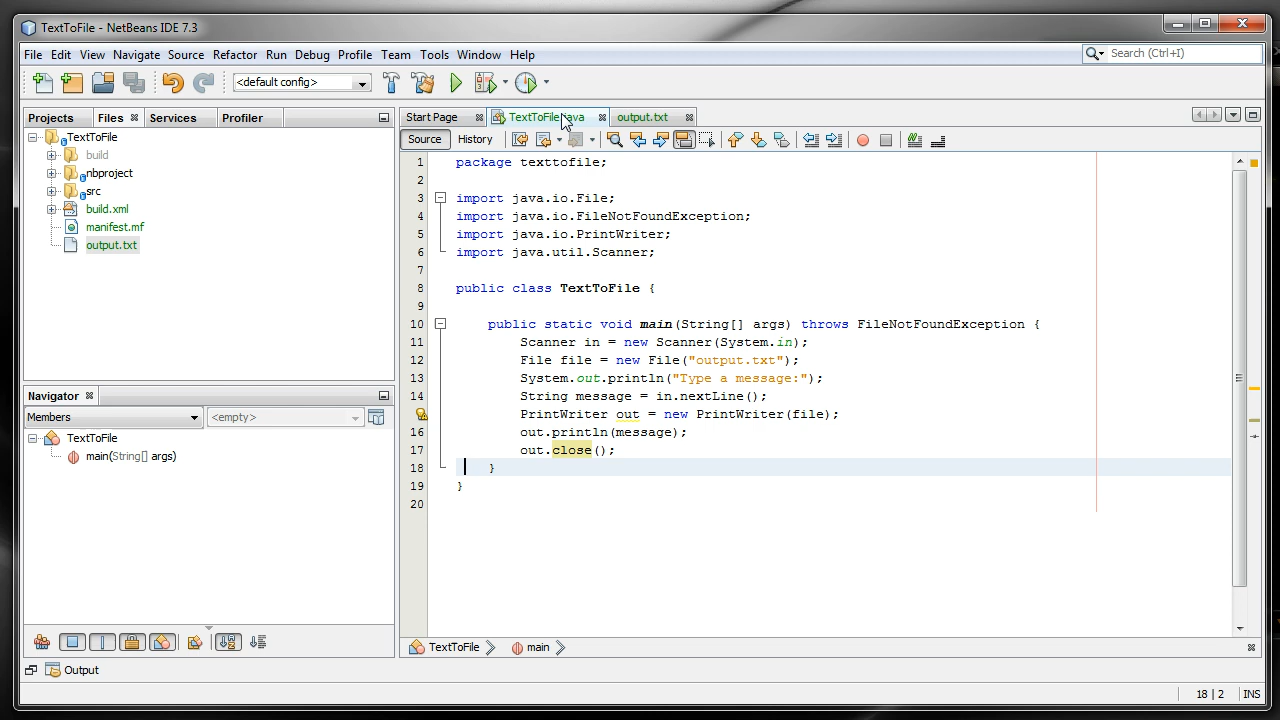 TextToFile - NetBeans IDE 7.3
File Edit View Navigate Source Refactor Run Debug Profile Team Tools Window Help
Search (Ctrl+I)
<default config>
Projects Files Services Profiler
TextToFile
build
nbproject
src
build.xml
manifest.mf
output.txt
Navigator
Members
<empty>
TextToFile
main(String[] args)
Start Page TextToFile.java output.txt
Source History
1 package texttofile;
2
3 import java.io.File;
4 import java.io.FileNotFoundException;
5 import java.io.PrintWriter;
6 import java.util.Scanner;
7
8 public class TextToFile {
9
10 public static void main(String[] args) throws FileNotFoundException {
11 Scanner in = new Scanner(System.in);
12 File file = new File("output.txt");
13 System.out.println("Type a message:");
14 String message = in.nextLine();
PrintWriter out = new PrintWriter(file);
16 out.println(message);
17 out.close();
18 }
19 }
20
TextToFile main
Output
18 | 2 INS